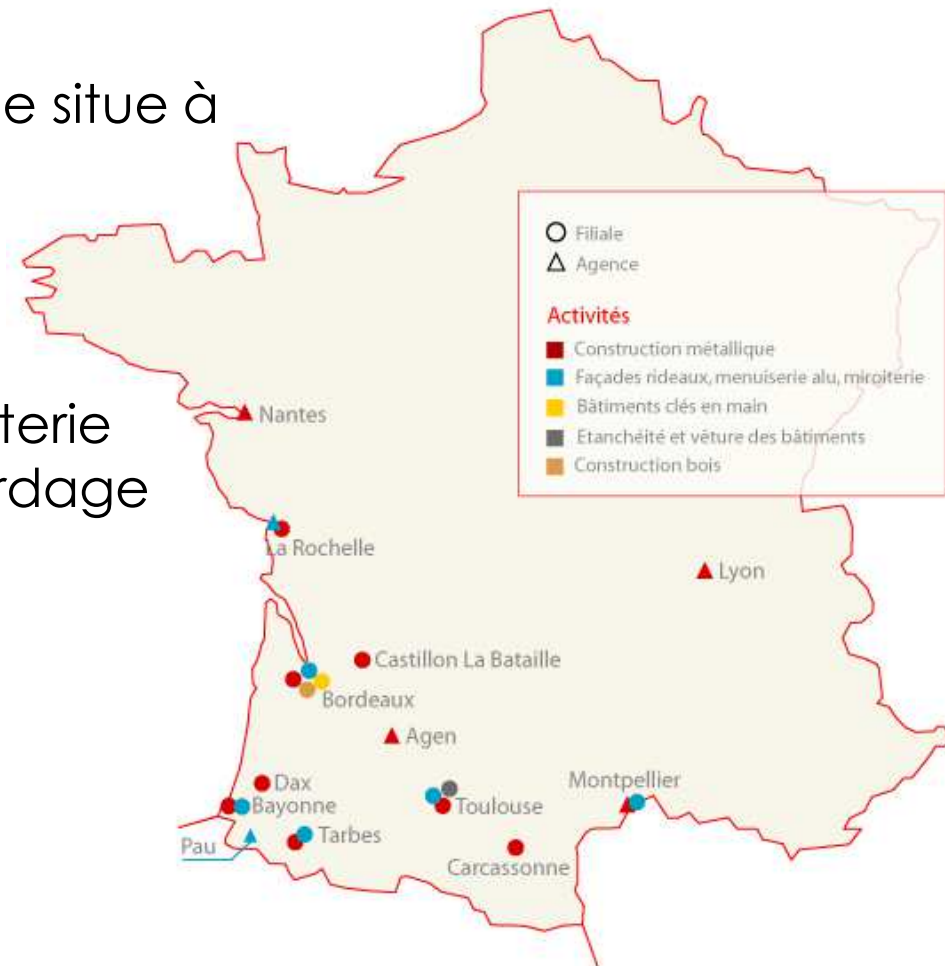 e situe à
terie
rdage
Filiale
Agence
Activités
Construction métallique
Façades rideaux, menuiserie alu, miroiterie
Bâtiments clés en main
Etanchéité et vêture des bâtiments
Construction bois
Nantes
La Rochelle
Lyon
Castillon La Bataille
Bordeaux
Agen
Dax
Bayonne
Pau
Tarbes
Toulouse
Montpellier
Carcassonne